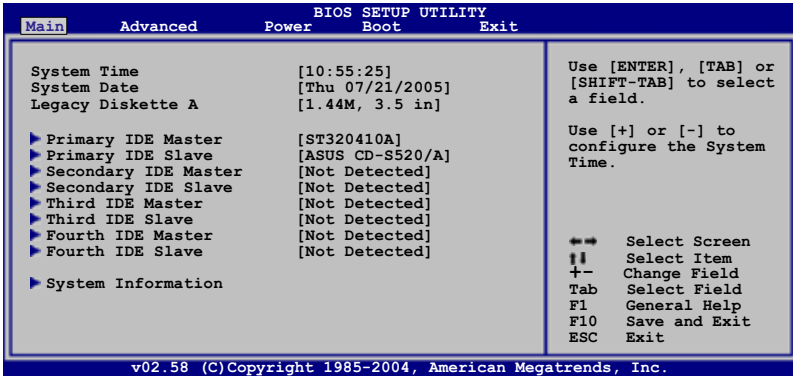 BIOS SETUP UTILITY
Main Advanced Power Boot Exit
System Time [10:55:25]
System Date [Thu 07/21/2005]
Legacy Diskette A [1.44M, 3.5 in]
Primary IDE Master [ST320410A]
Primary IDE Slave [ASUS CD-S520/A]
Secondary IDE Master [Not Detected]
Secondary IDE Slave [Not Detected]
Third IDE Master [Not Detected]
Third IDE Slave [Not Detected]
Fourth IDE Master [Not Detected]
Fourth IDE Slave [Not Detected]
System Information
Use [ENTER], [TAB] or
[SHIFT-TAB] to select
a field.
Use [+] or [-] to
configure the System
Time.
←→ Select Screen
↑↓ Select Item
+- Change Field
Tab Select Field
F1 General Help
F10 Save and Exit
ESC Exit
v02.58 (C)Copyright 1985-2004, American Megatrends, Inc.